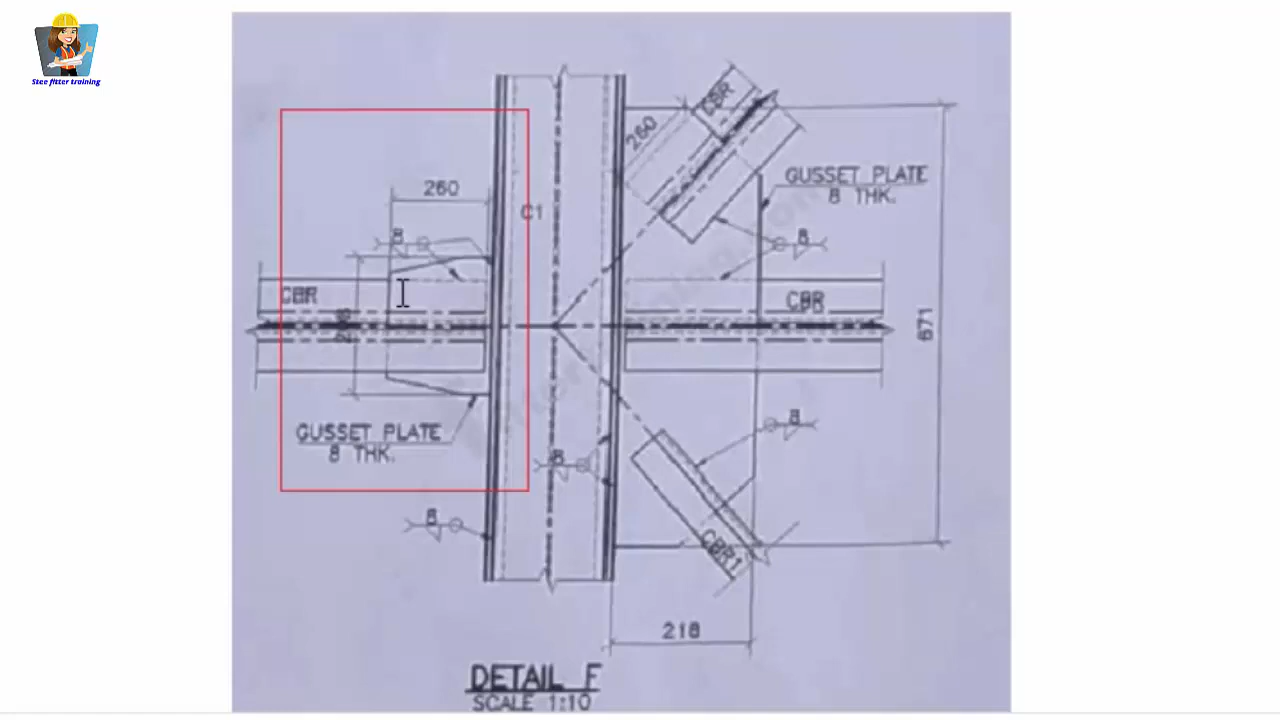 Stee fitter training
CBR
260
260
GUSSET PLATE
8 THK.
C1
8
8
CBR
CBR
671
8
GUSSET PLATE
8 THK.
8
8
CBR1
218
DETAIL F
SCALE 1:10